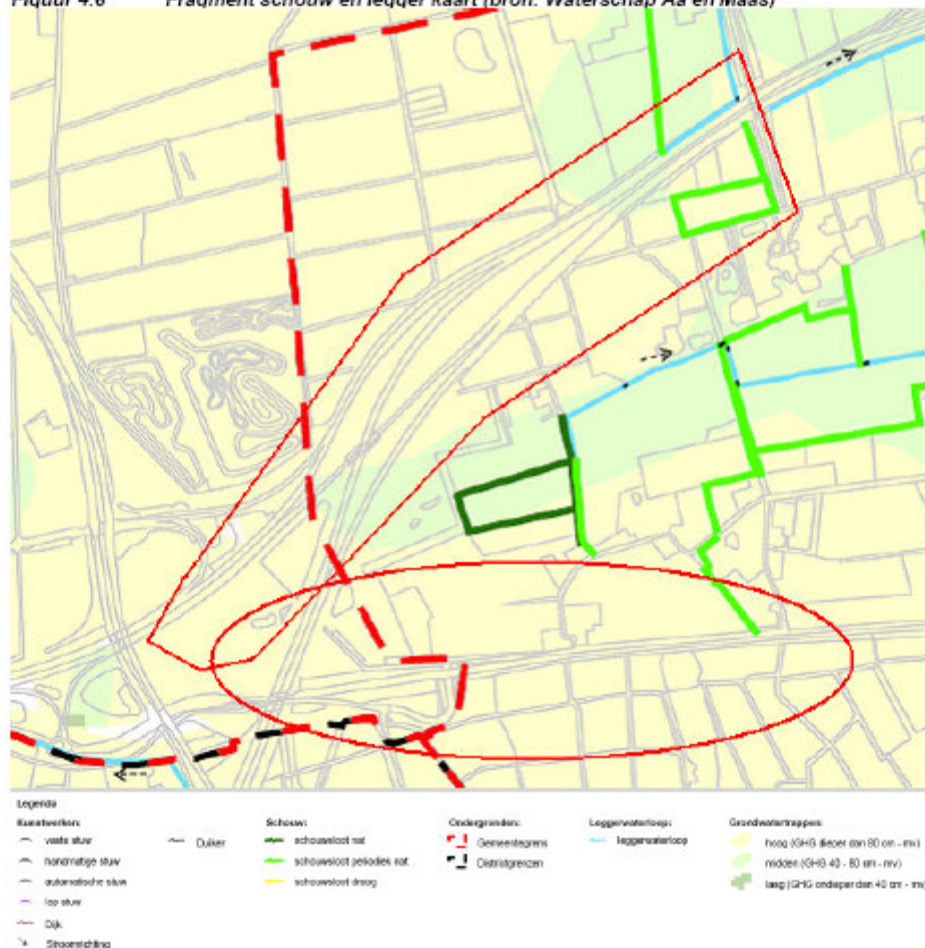 Figuur 4.6 Fragment schouw en legger kaart (bron: Waterschap Aa en Maas)
Legenda
Kunstwerken:
vaste stuw
handmatige stuw
automatische stuw
lop stuw
Dijk
Stroomrichting
Duiker
Schouw:
schouwsloot nat
schouwsloot periodiek nat
schouwsloot droog
Ondergronden:
Gemeentegrens
Districtgrenzen
Leggerwaterloop:
leggerwaterloop
Grondwatertrappen:
hoog (GHG dieper dan 80 cm - mv)
midden (GHG 40 - 80 cm - mv)
laag (GHG ondieper dan 40 cm - mv